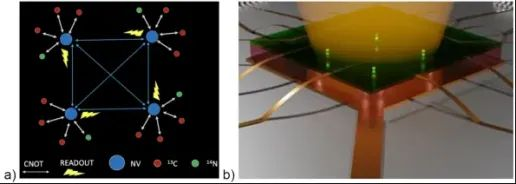 CNOT READOUT NV ¹³C ¹⁴N
a) b)